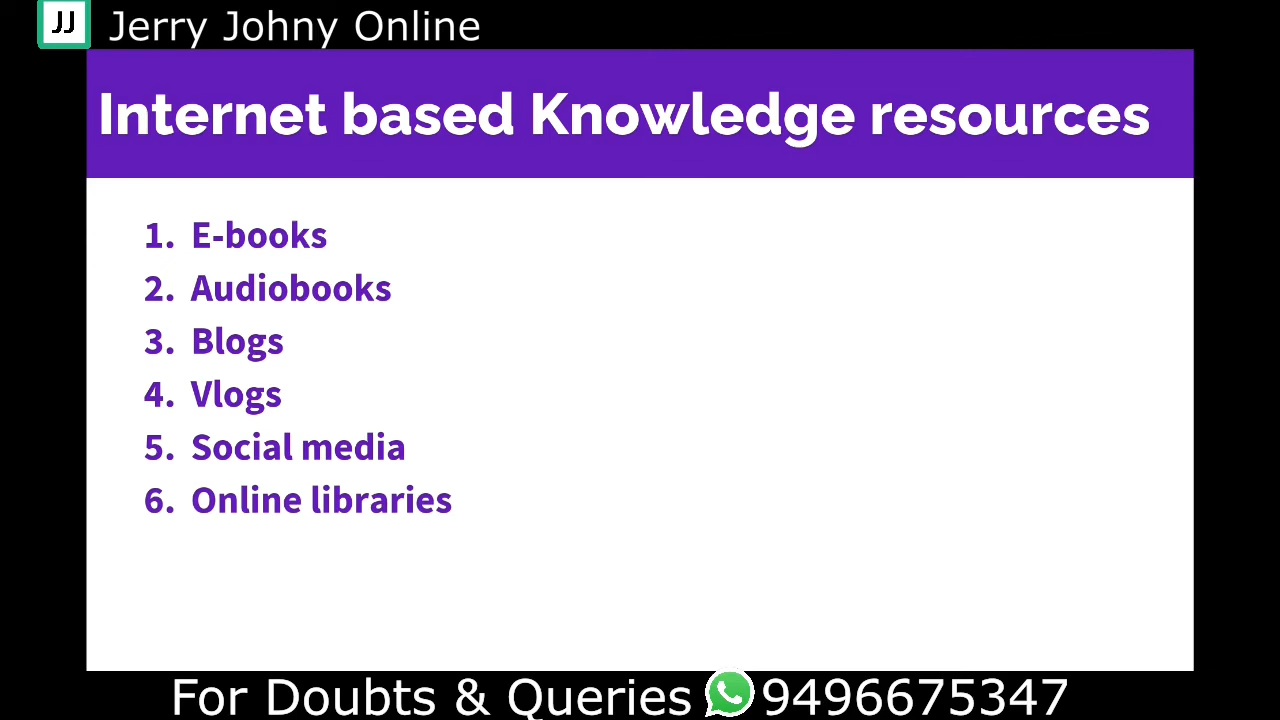 JJ Jerry Johny Online
Internet based Knowledge resources
1. E-books
2. Audiobooks
3. Blogs
4. Vlogs
5. Social media
6. Online libraries
For Doubts & Queries 9496675347